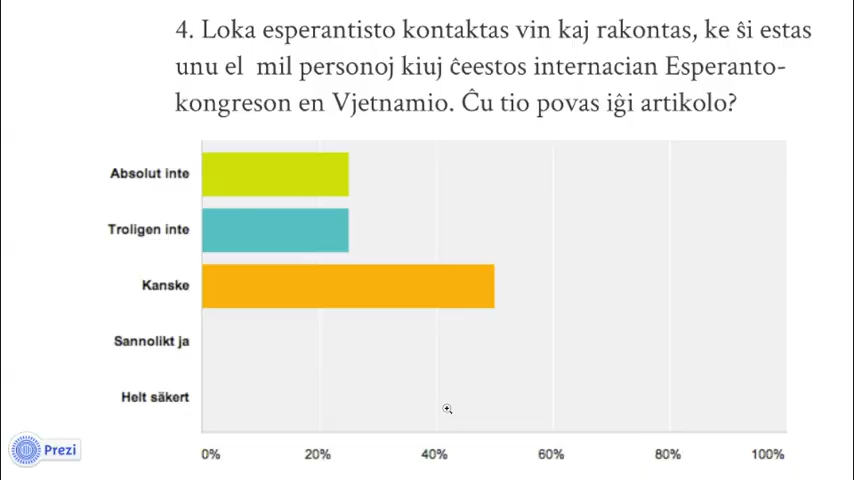 4. Loka esperantisto kontaktas vin kaj rakontas, ke ŝi estas
unu el mil personoj kiuj ĉeestos internacian Esperanto-
kongreson en Vjetnamio. Ĉu tio povas iĝi artikolo?
Absolut inte
Troligen inte
Kanske
Sannolikt ja
Helt säkert
0% 20% 40% 60% 80% 100%
Prezi